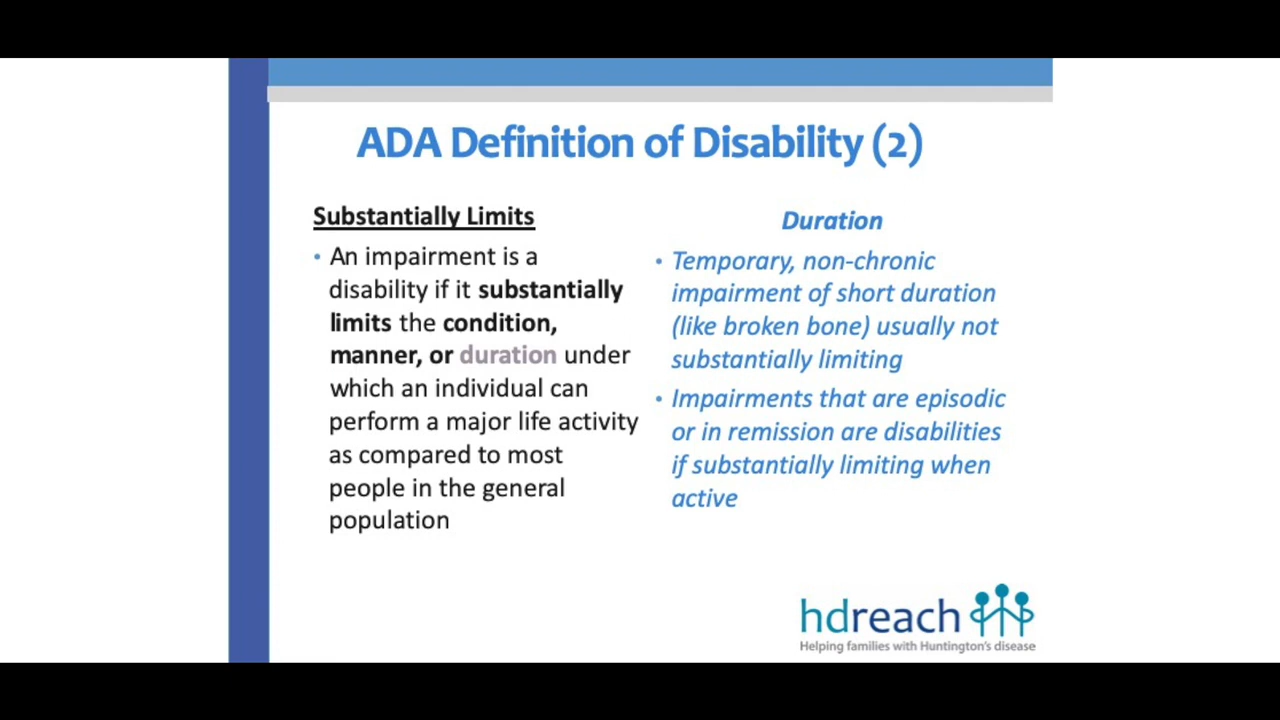 ADA Definition of Disability (2)
Substantially Limits
• An impairment is a
disability if it substantially
limits the condition,
manner, or duration under
which an individual can
perform a major life activity
as compared to most
people in the general
population
Duration
• Temporary, non-chronic
impairment of short duration
(like broken bone) usually not
substantially limiting
• Impairments that are episodic
or in remission are disabilities
if substantially limiting when
active
hdreach
Helping families with Huntington's disease